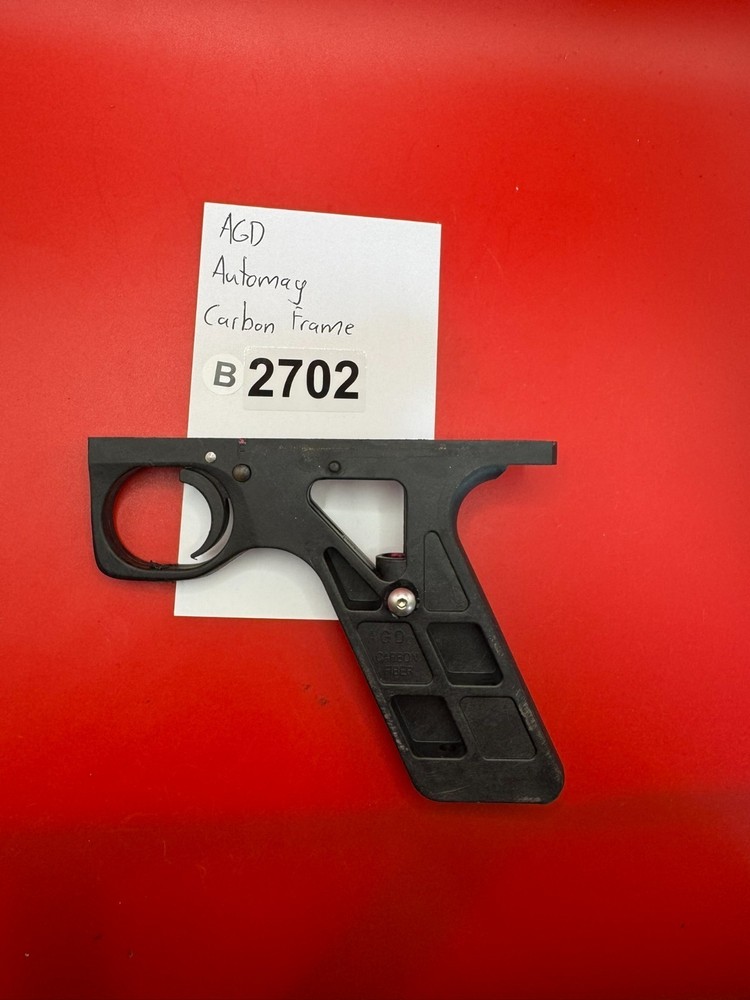 AGD
Automag
Carbon Frame
B 2702
AGD
CARBON
FIBER